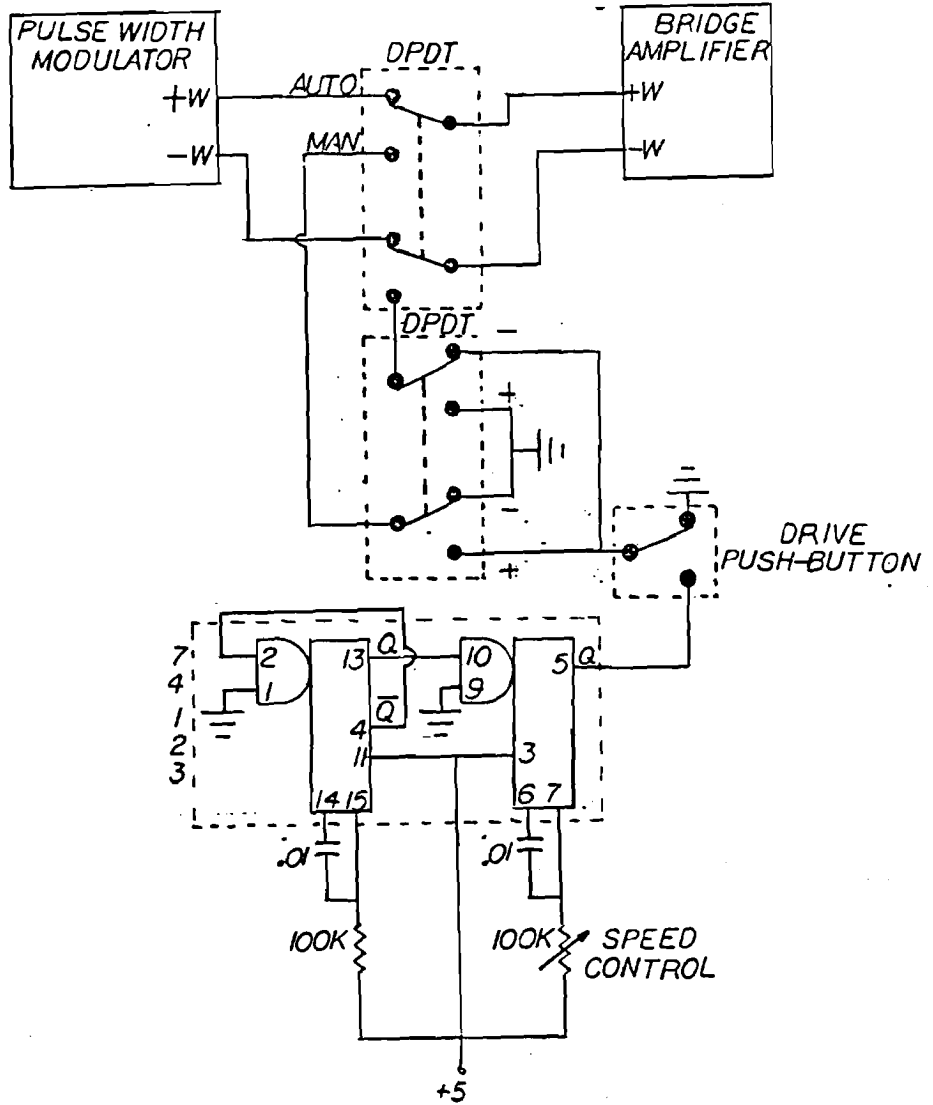 PULSE WIDTH
MODULATOR
+W
-W
AUTO
MAN
DPDT
BRIDGE
AMPLIFIER
+W
-W
DPDT
-
+
-
+
DRIVE
PUSH-BUTTON
7
4
1
2
3
2
1
13
Q
Q̅
4
11
14 15
10
9
5
Q
3
6 7
.01
.01
100K
100K
SPEED
CONTROL
+5